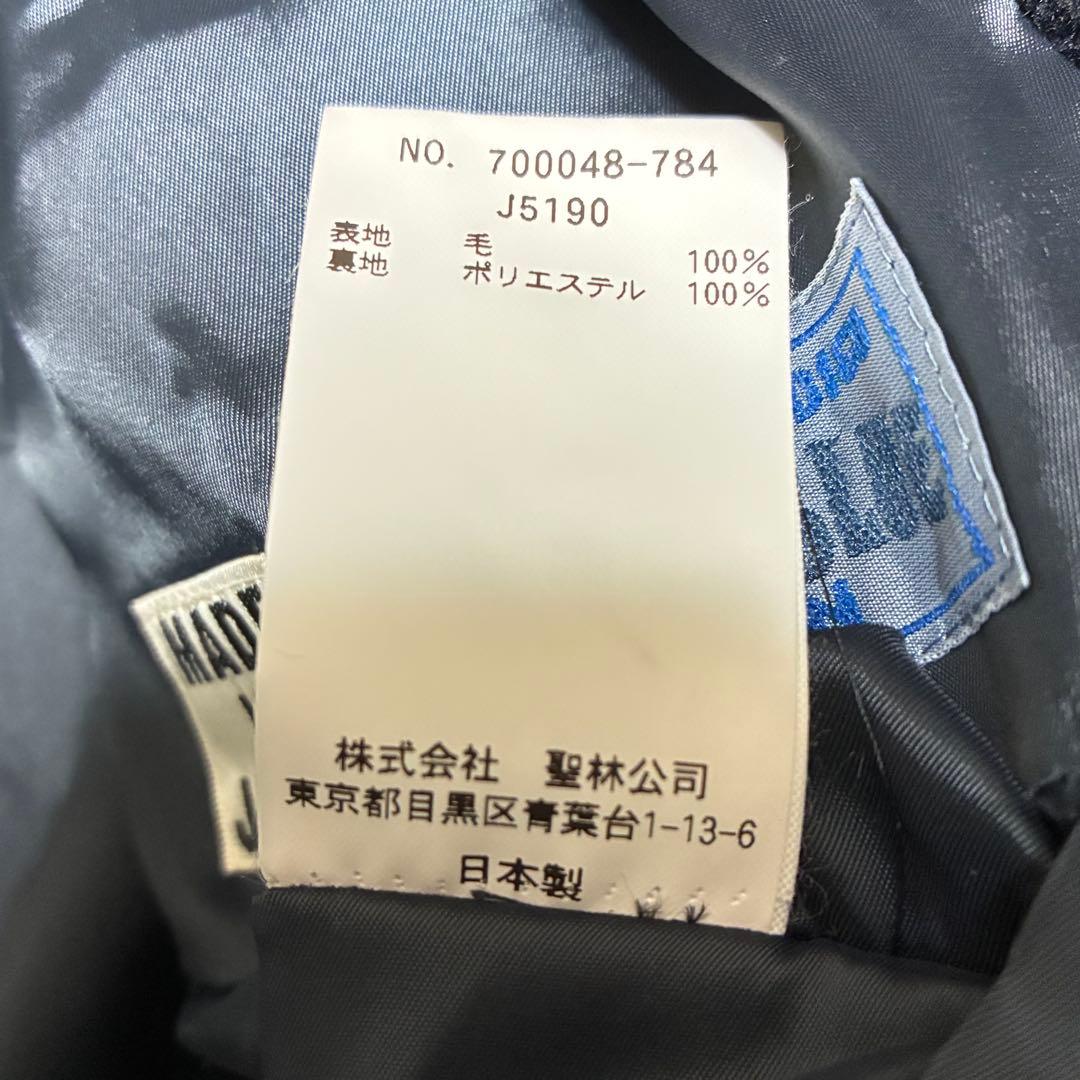 NO. 700048-784
J5190
表地 毛 100%
裏地 ポリエステル 100%
株式会社 聖林公司
東京都目黒区青葉台1-13-6
日本製